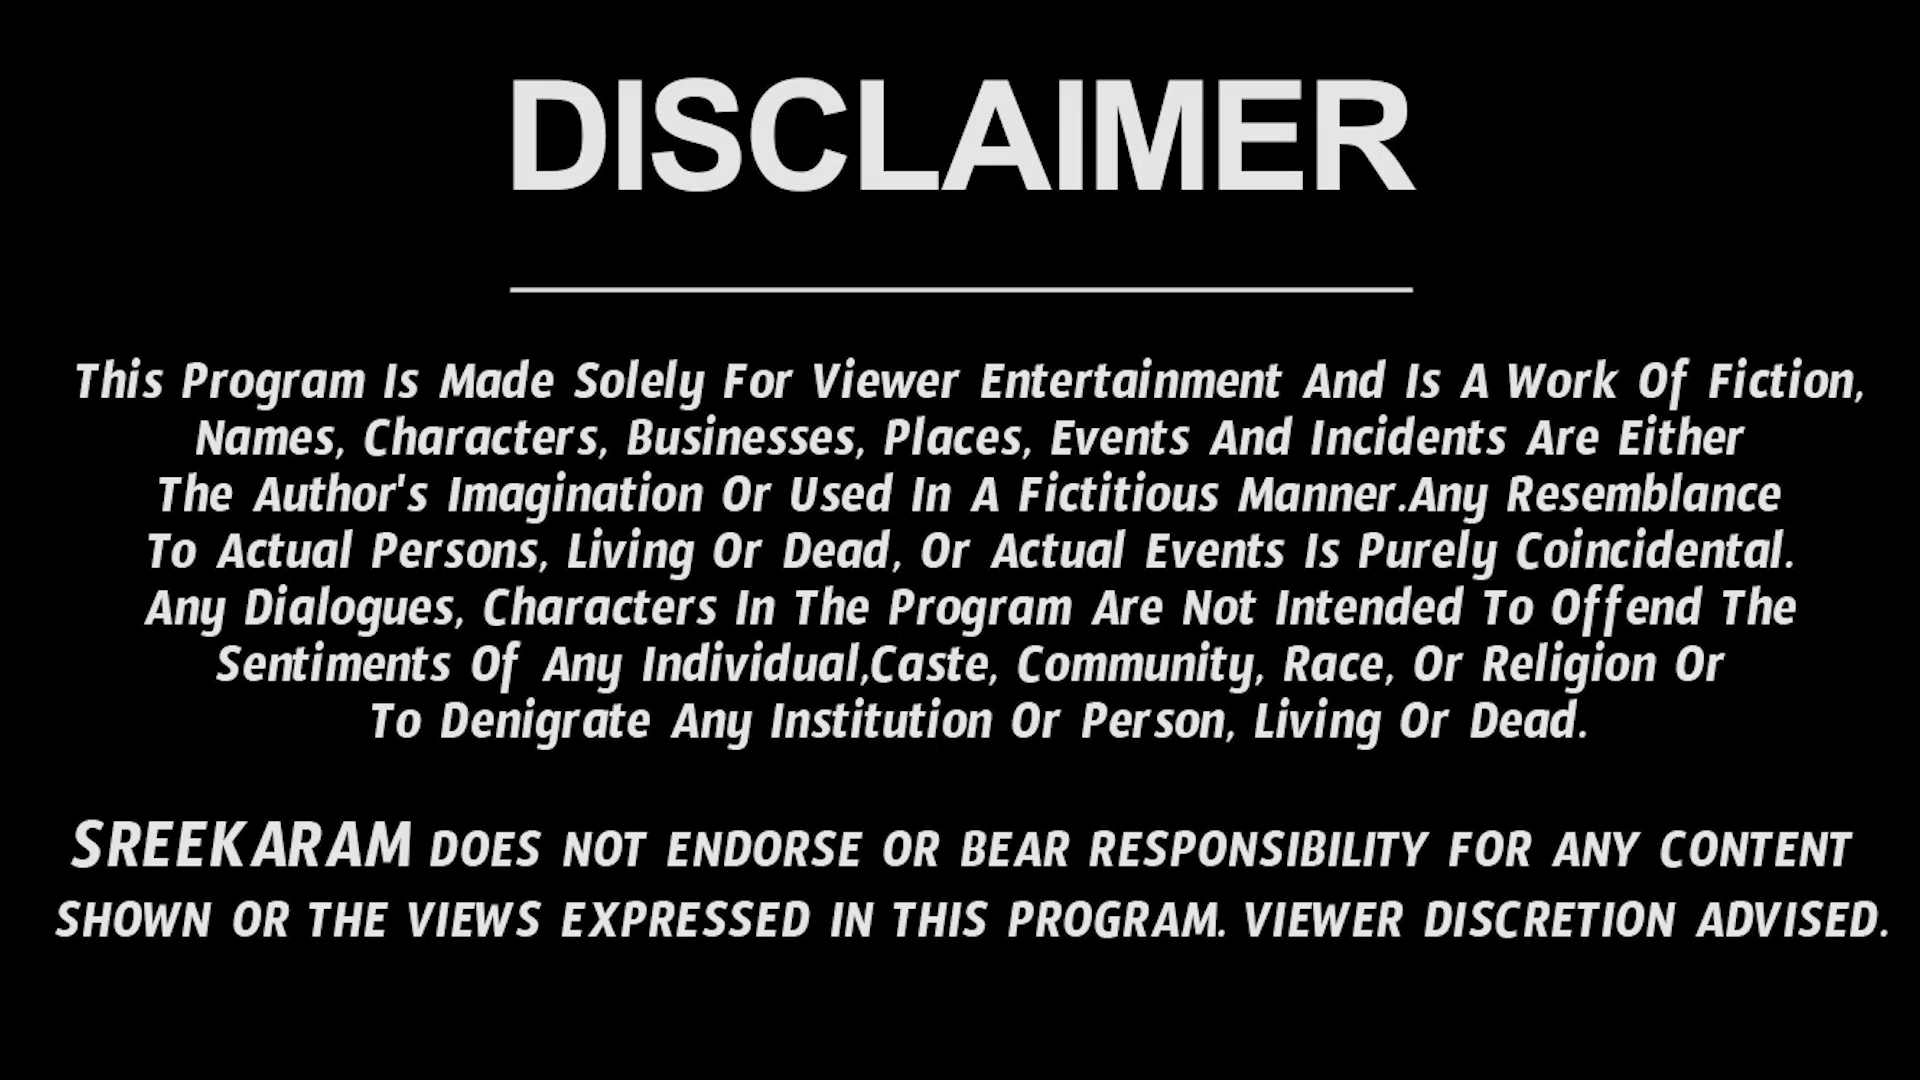 DISCLAIMER
This Program Is Made Solely For Viewer Entertainment And Is A Work Of Fiction,
Names, Characters, Businesses, Places, Events And Incidents Are Either
The Author's Imagination Or Used In A Fictitious Manner.Any Resemblance
To Actual Persons, Living Or Dead, Or Actual Events Is Purely Coincidental.
Any Dialogues, Characters In The Program Are Not Intended To Offend The
Sentiments Of Any Individual,Caste, Community, Race, Or Religion Or
To Denigrate Any Institution Or Person, Living Or Dead.
SREEKARAM DOES NOT ENDORSE OR BEAR RESPONSIBILITY FOR ANY CONTENT
SHOWN OR THE VIEWS EXPRESSED IN THIS PROGRAM. VIEWER DISCRETION ADVISED.